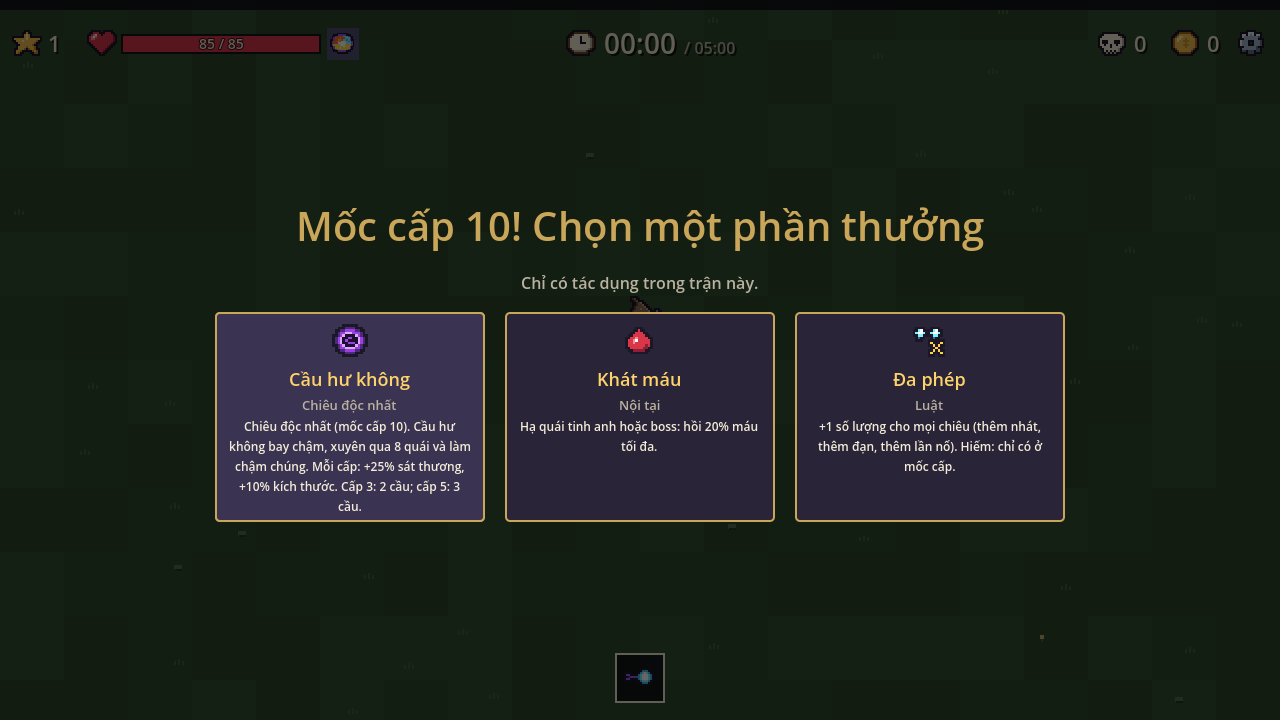 1
85 / 85
00:00 / 05:00
0
0
Mốc cấp 10! Chọn một phần thưởng
Chỉ có tác dụng trong trận này.
Cầu hư không
Chiêu độc nhất
Chiêu độc nhất (mốc cấp 10). Cầu hư
không bay chậm, xuyên qua 8 quái và làm
chậm chúng. Mỗi cấp: +25% sát thương,
+10% kích thước. Cấp 3: 2 cầu; cấp 5: 3
cầu.
Khát máu
Nội tại
Hạ quái tinh anh hoặc boss: hồi 20% máu
tối đa.
Đa phép
Luật
+1 số lượng cho mọi chiêu (thêm nhát,
thêm đạn, thêm lần nổ). Hiếm: chỉ có ở
mốc cấp.